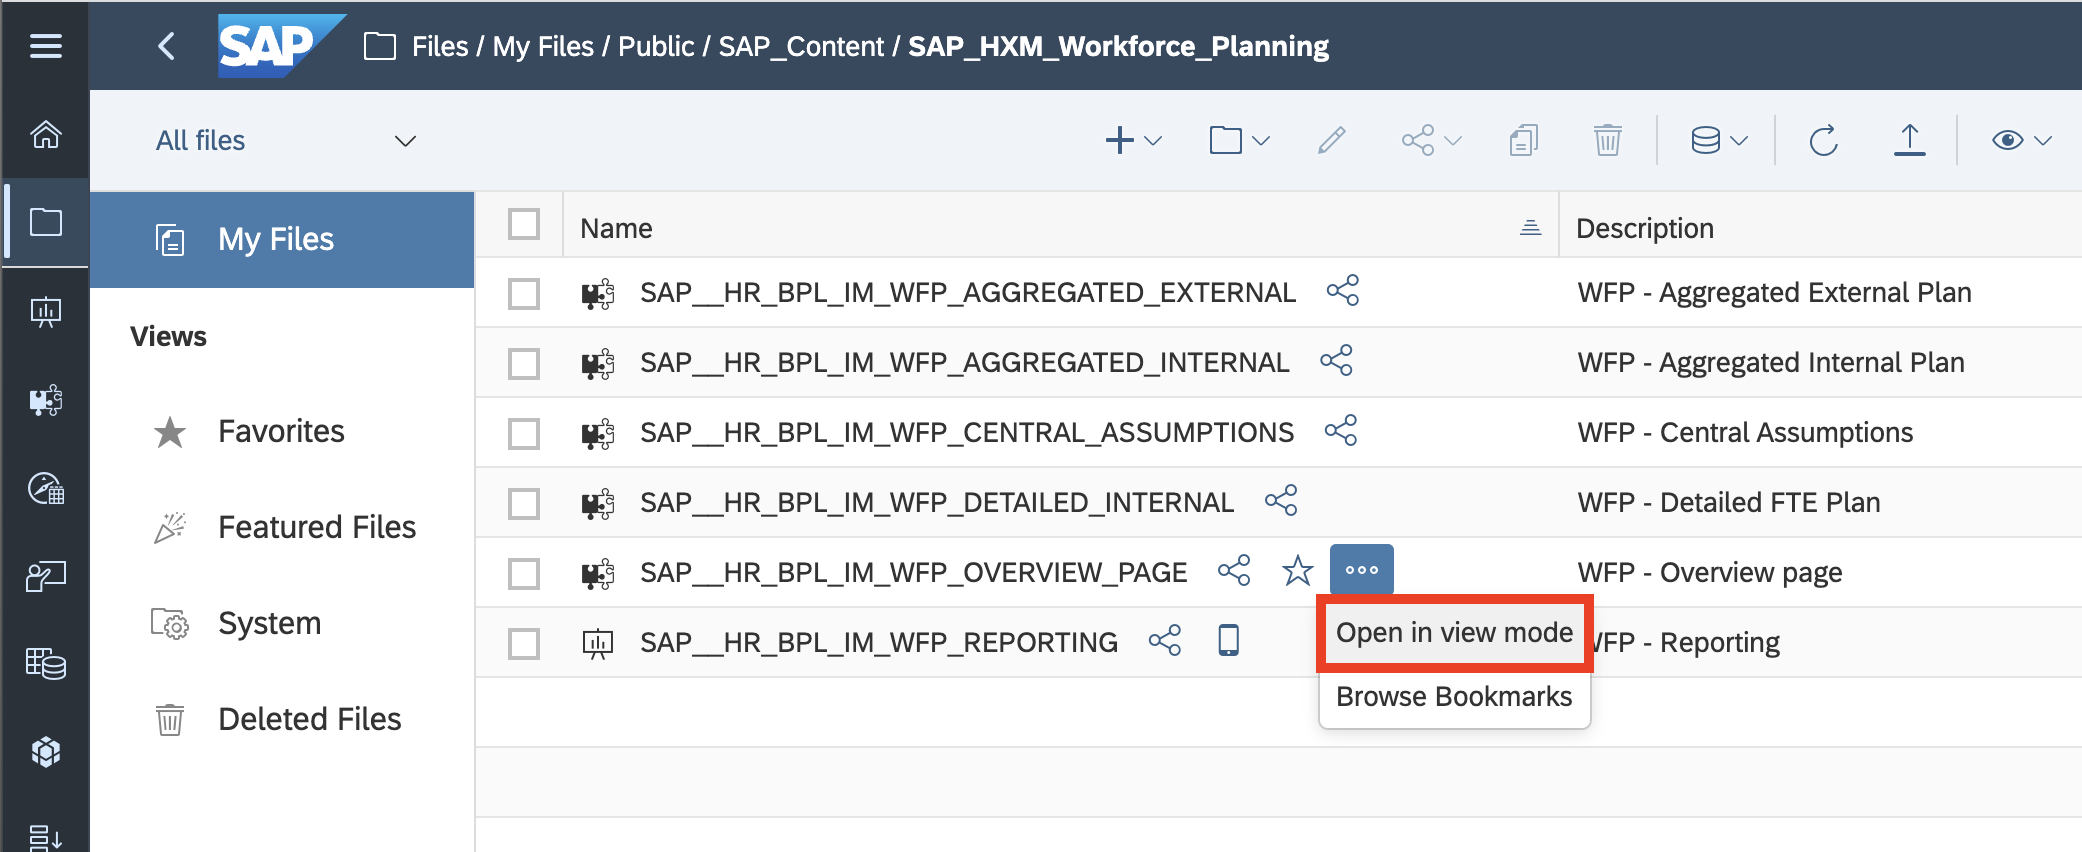 SAP Files / My Files / Public / SAP_Content / SAP_HXM_Workforce_Planning
All files
My Files
Views
Favorites
Featured Files
System
Deleted Files
Name Description
SAP__HR_BPL_IM_WFP_AGGREGATED_EXTERNAL WFP - Aggregated External Plan
SAP__HR_BPL_IM_WFP_AGGREGATED_INTERNAL WFP - Aggregated Internal Plan
SAP__HR_BPL_IM_WFP_CENTRAL_ASSUMPTIONS WFP - Central Assumptions
SAP__HR_BPL_IM_WFP_DETAILED_INTERNAL WFP - Detailed FTE Plan
SAP__HR_BPL_IM_WFP_OVERVIEW_PAGE WFP - Overview page
SAP__HR_BPL_IM_WFP_REPORTING WFP - Reporting
Open in view mode
Browse Bookmarks